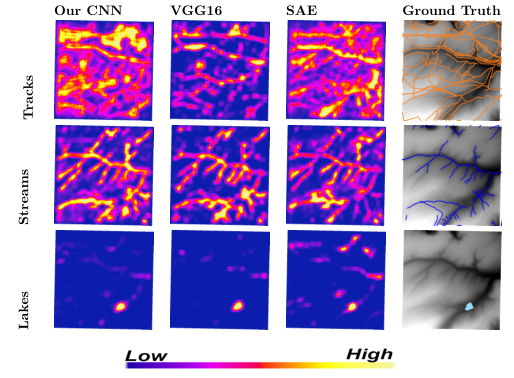 Our CNN VGG16 SAE Ground Truth
Tracks
Streams
Lakes
Low High